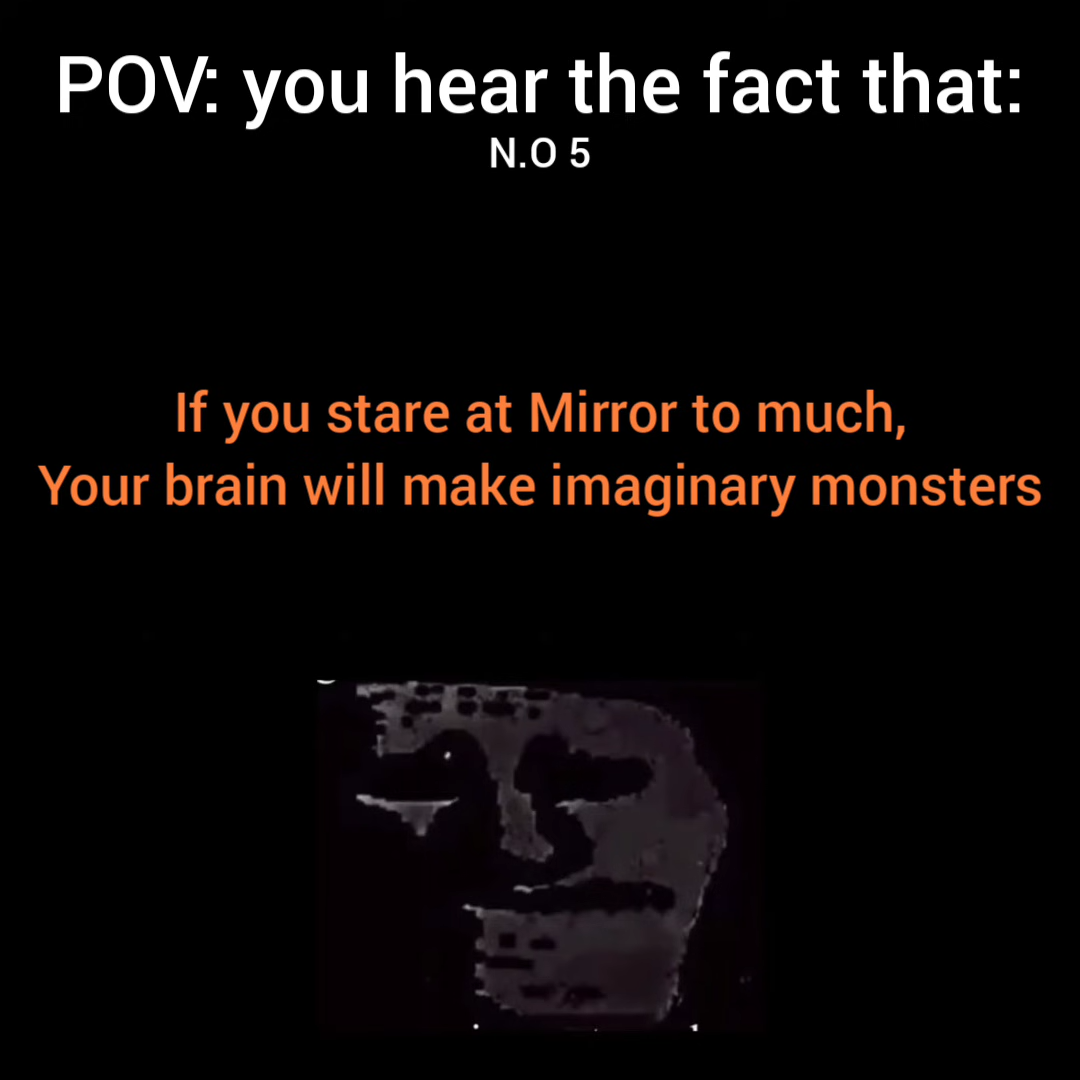 POV: you hear the fact that:
N.O 5
If you stare at Mirror to much,
Your brain will make imaginary monsters